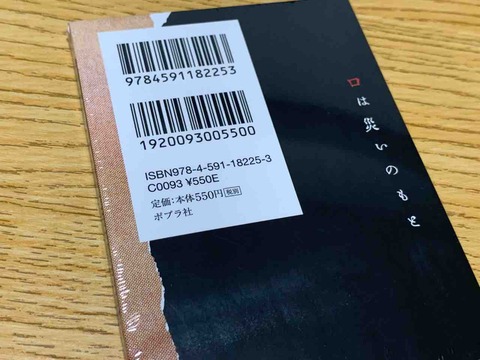 9784591182253
1920093005500
ISBN978-4-591-18225-3
C0093 ¥550E
定価:本体550円 税別
ポプラ社
口は災いのもと